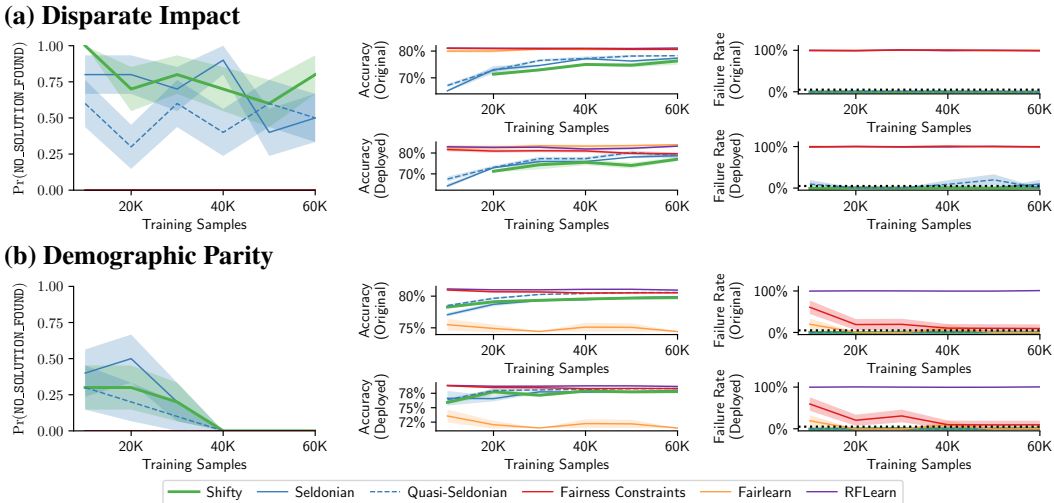 (a) Disparate Impact
Pr(NO_SOLUTION_FOUND)
1.00
0.75
0.50
0.25
0.00
20K
40K
60K
Training Samples
Accuracy
(Original)
80%
70%
20K
40K
60K
Training Samples
Accuracy
(Deployed)
80%
70%
20K
40K
60K
Training Samples
Failure Rate
(Original)
100%
0%
20K
40K
60K
Training Samples
Failure Rate
(Deployed)
100%
0%
20K
40K
60K
Training Samples
(b) Demographic Parity
Pr(NO_SOLUTION_FOUND)
1.00
0.75
0.50
0.25
0.00
20K
40K
60K
Training Samples
Accuracy
(Original)
80%
75%
20K
40K
60K
Training Samples
Accuracy
(Deployed)
78%
75%
72%
20K
40K
60K
Training Samples
Failure Rate
(Original)
100%
0%
20K
40K
60K
Training Samples
Failure Rate
(Deployed)
100%
0%
20K
40K
60K
Training Samples
Shifty
Seldonian
Quasi-Seldonian
Fairness Constraints
Fairlearn
RFLearn